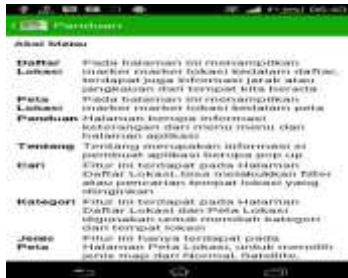 Panduan
Aksi Menu
Daftar Lokasi Pada halaman ini menampilkan
marker marker lokasi kedalam daftar,
terdapat juga informasi jarak atau
jangkauan dari tempat kita berada
Peta Lokasi Pada halaman ini menampilkan
marker marker lokasi kedalam peta
Panduan Halaman berupa informasi
keterangan dari menu menu dan
halaman aplikasi
Tentang Tentang merupakan informasi si
pembuat aplikasi berupa pop up
Cari Fitur ini terdapat pada Halaman
Daftar Lokasi, bisa melakukan filter
atau pencarian tempat lokasi yang
diinginkan
Kategori Fitur ini terdapat pada Halaman
Daftar Lokasi dan Peta Lokasi
digunakan untuk memilah kategori
dari tempat lokasi
Jenis Peta Fitur ini hanya terdapat pada
Halaman Peta Lokasi, untuk memilih
jenis map dari Normal, Satellite,